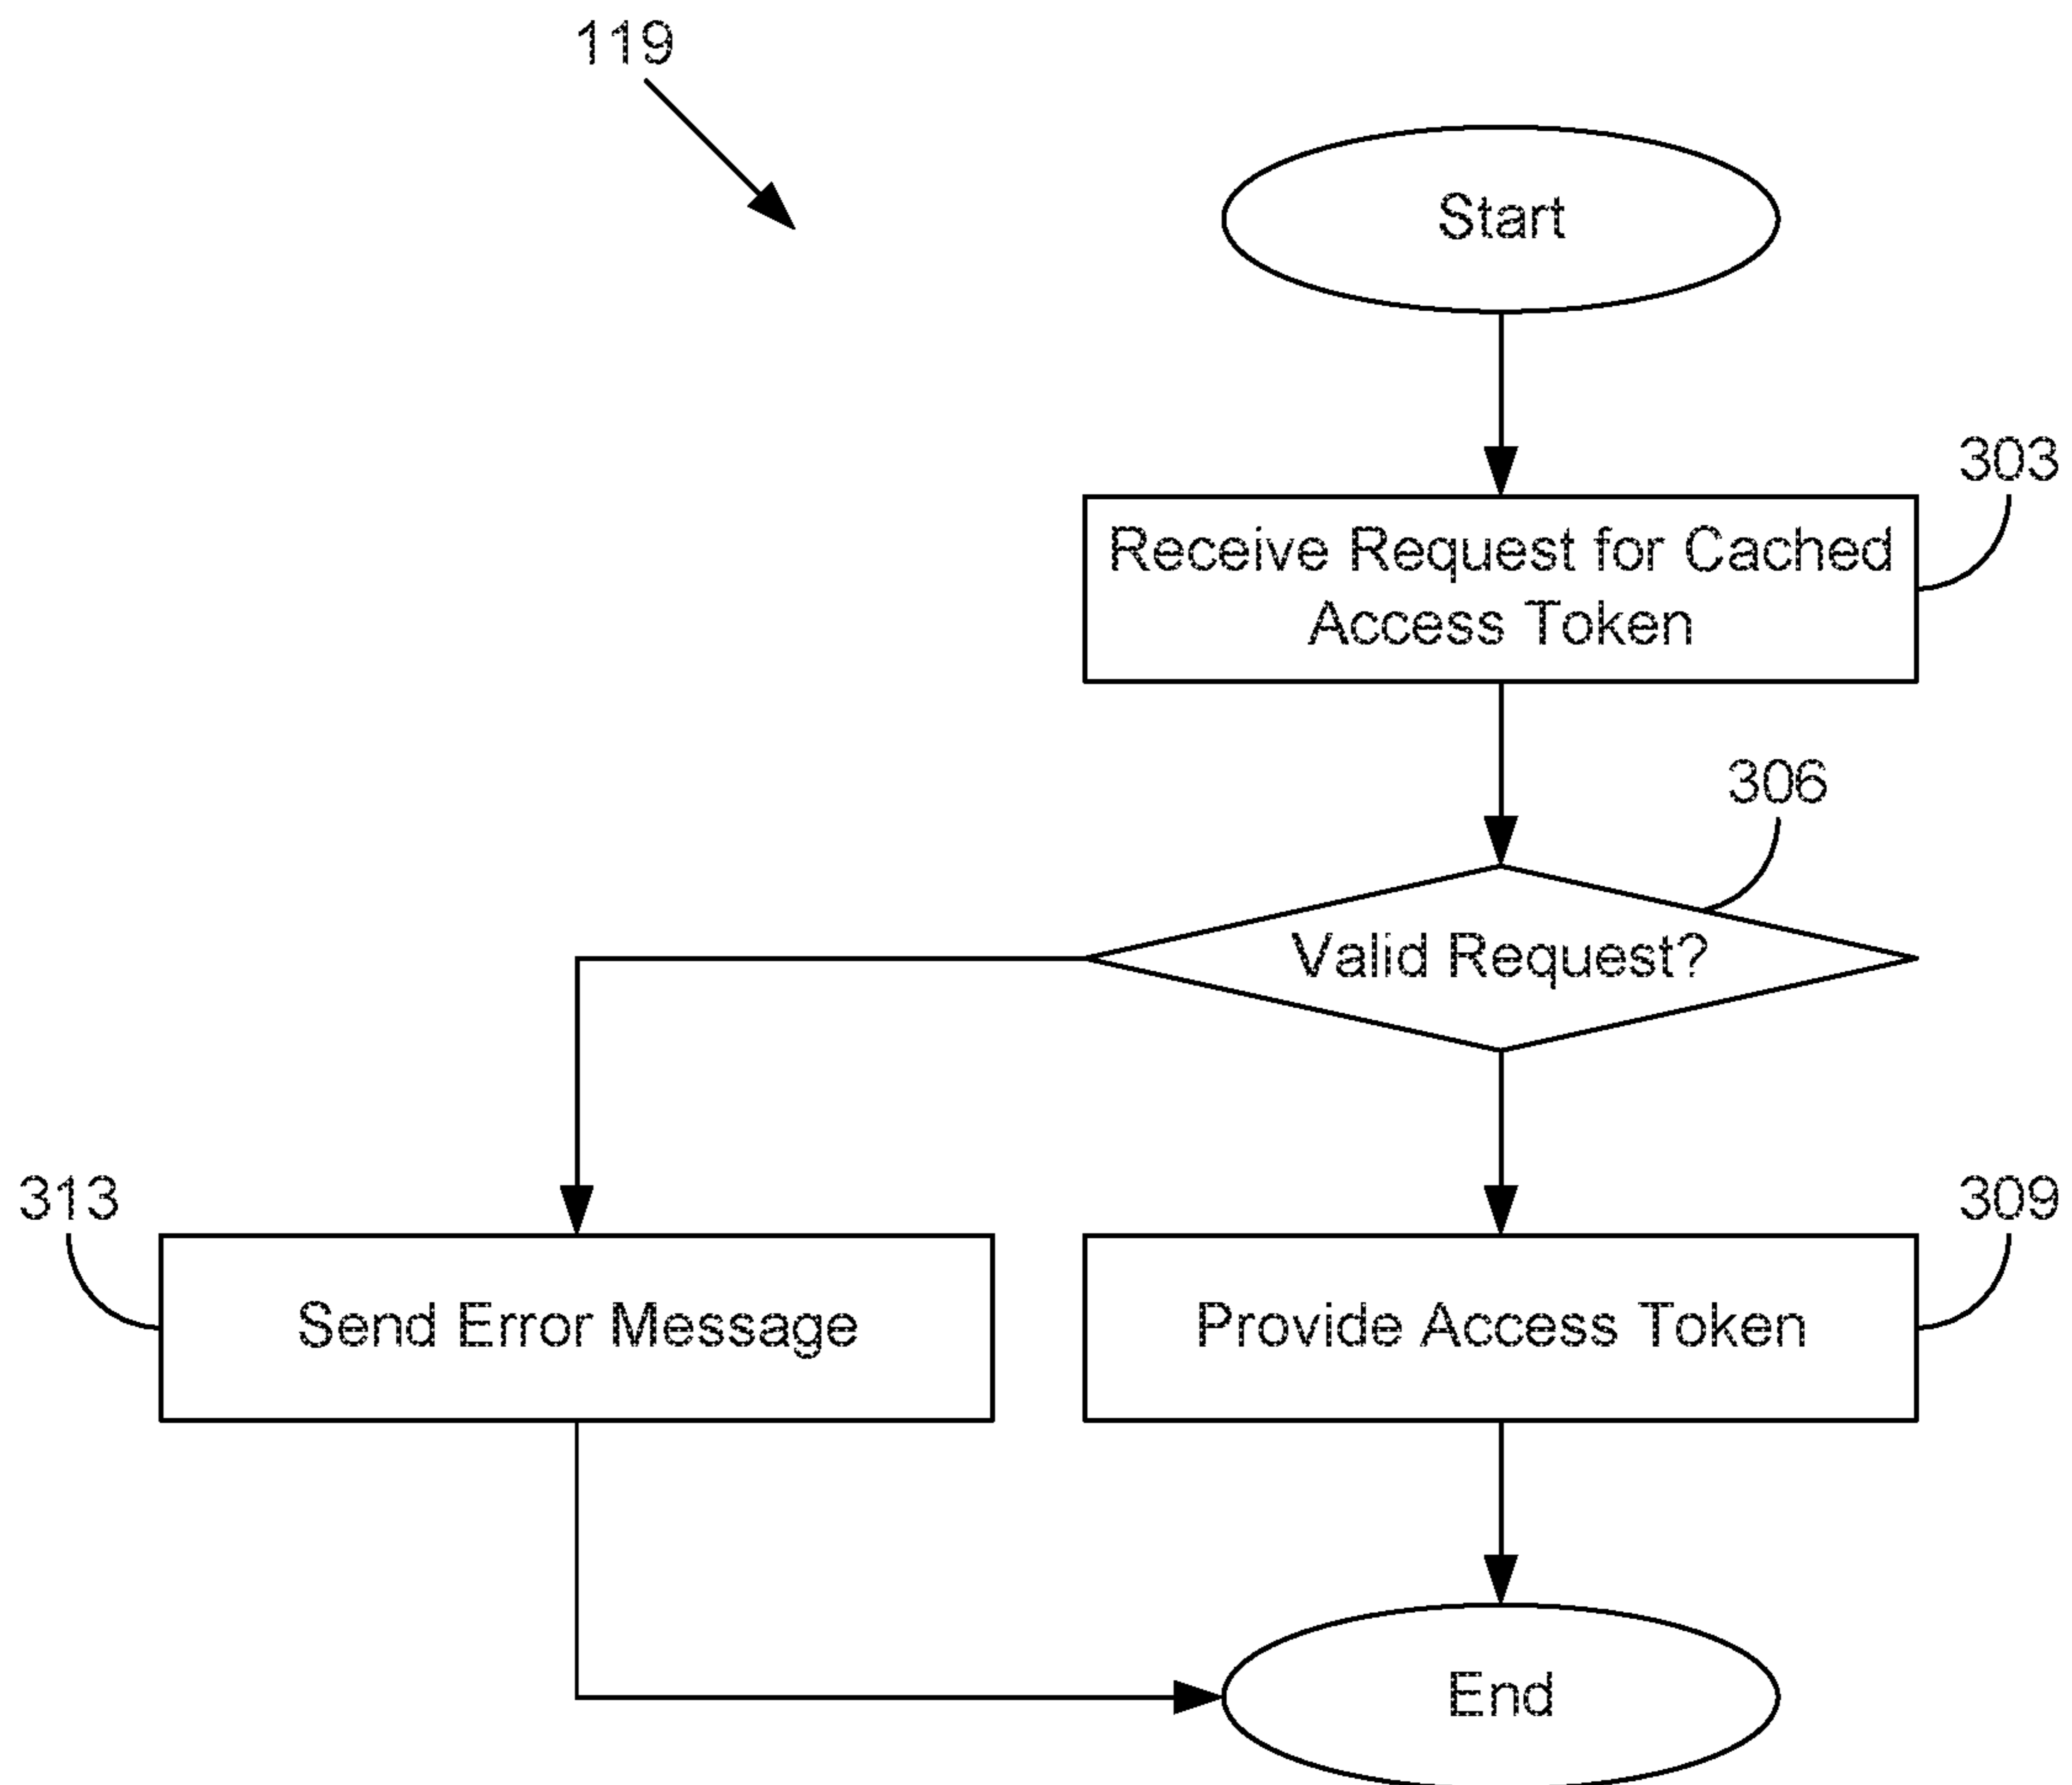 119
Start
303
Receive Request for Cached
Access Token
306
Valid Request?
313
309
Send Error Message
Provide Access Token
End